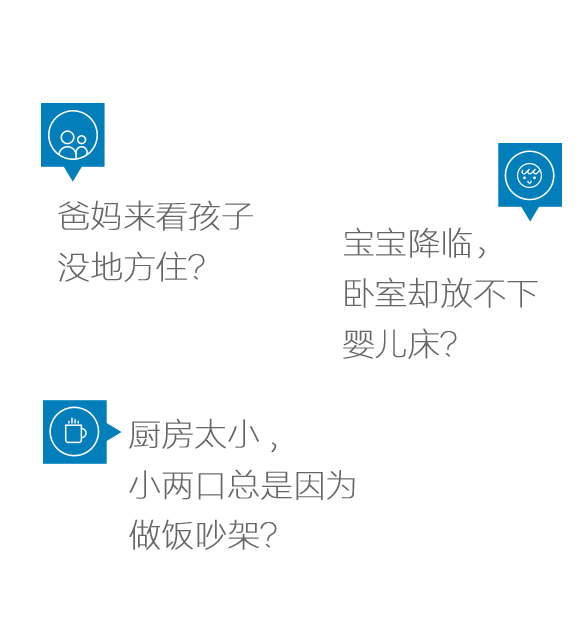 爸妈来看孩子
没地方住？
宝宝降临，
卧室却放不下
婴儿床？
厨房太小，
小两口总是因为
做饭吵架？